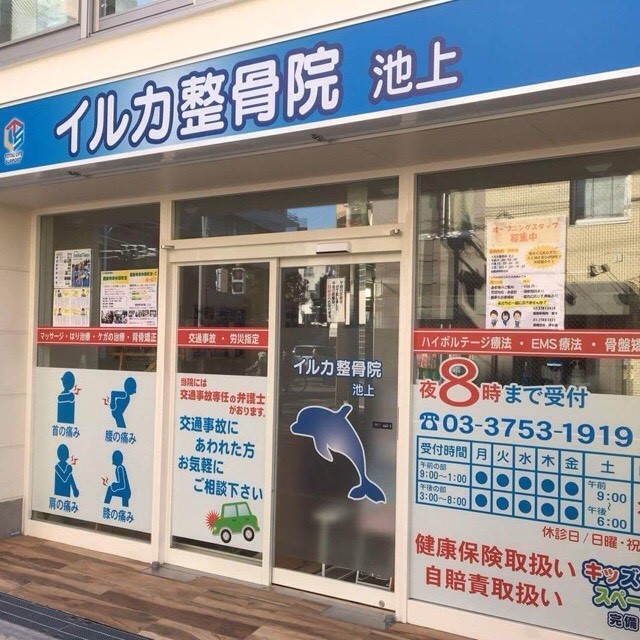 イルカ整骨院 池上
オープニングスタッフ
募集中
マッサージ・はり治療・ケガの治療・背骨矯正
交通事故・労災指定
ハイボルテージ療法・EMS療法・骨盤矯
首の痛み
腰の痛み
肩の痛み
膝の痛み
当院には
交通事故専任の弁護士
がおります。
交通事故に
あわれた方
お気軽に
ご相談下さい
イルカ整骨院
池上
夜8時まで受付
☎03-3753-1919
受付時間 月 火 水 木 金 土
午前の部
9:00~1:00 ● ● ● ● ●
午後の部
3:00~8:00 ● ● ● ● ●
午前
9:00
~
午後
6:00
休診日/日曜・祝
健康保険取扱い
自賠責取扱い
キッズ
スペー
完備